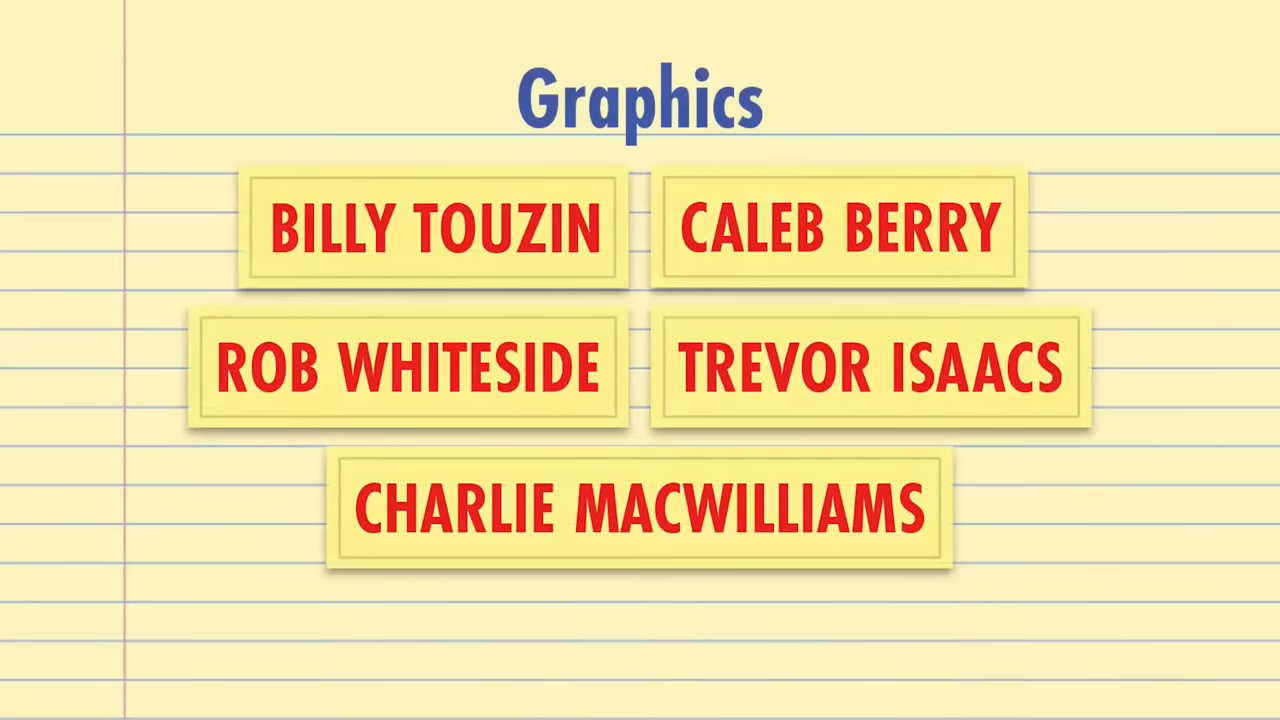 Graphics
BILLY TOUZIN
CALEB BERRY
ROB WHITESIDE
TREVOR ISAACS
CHARLIE MACWILLIAMS